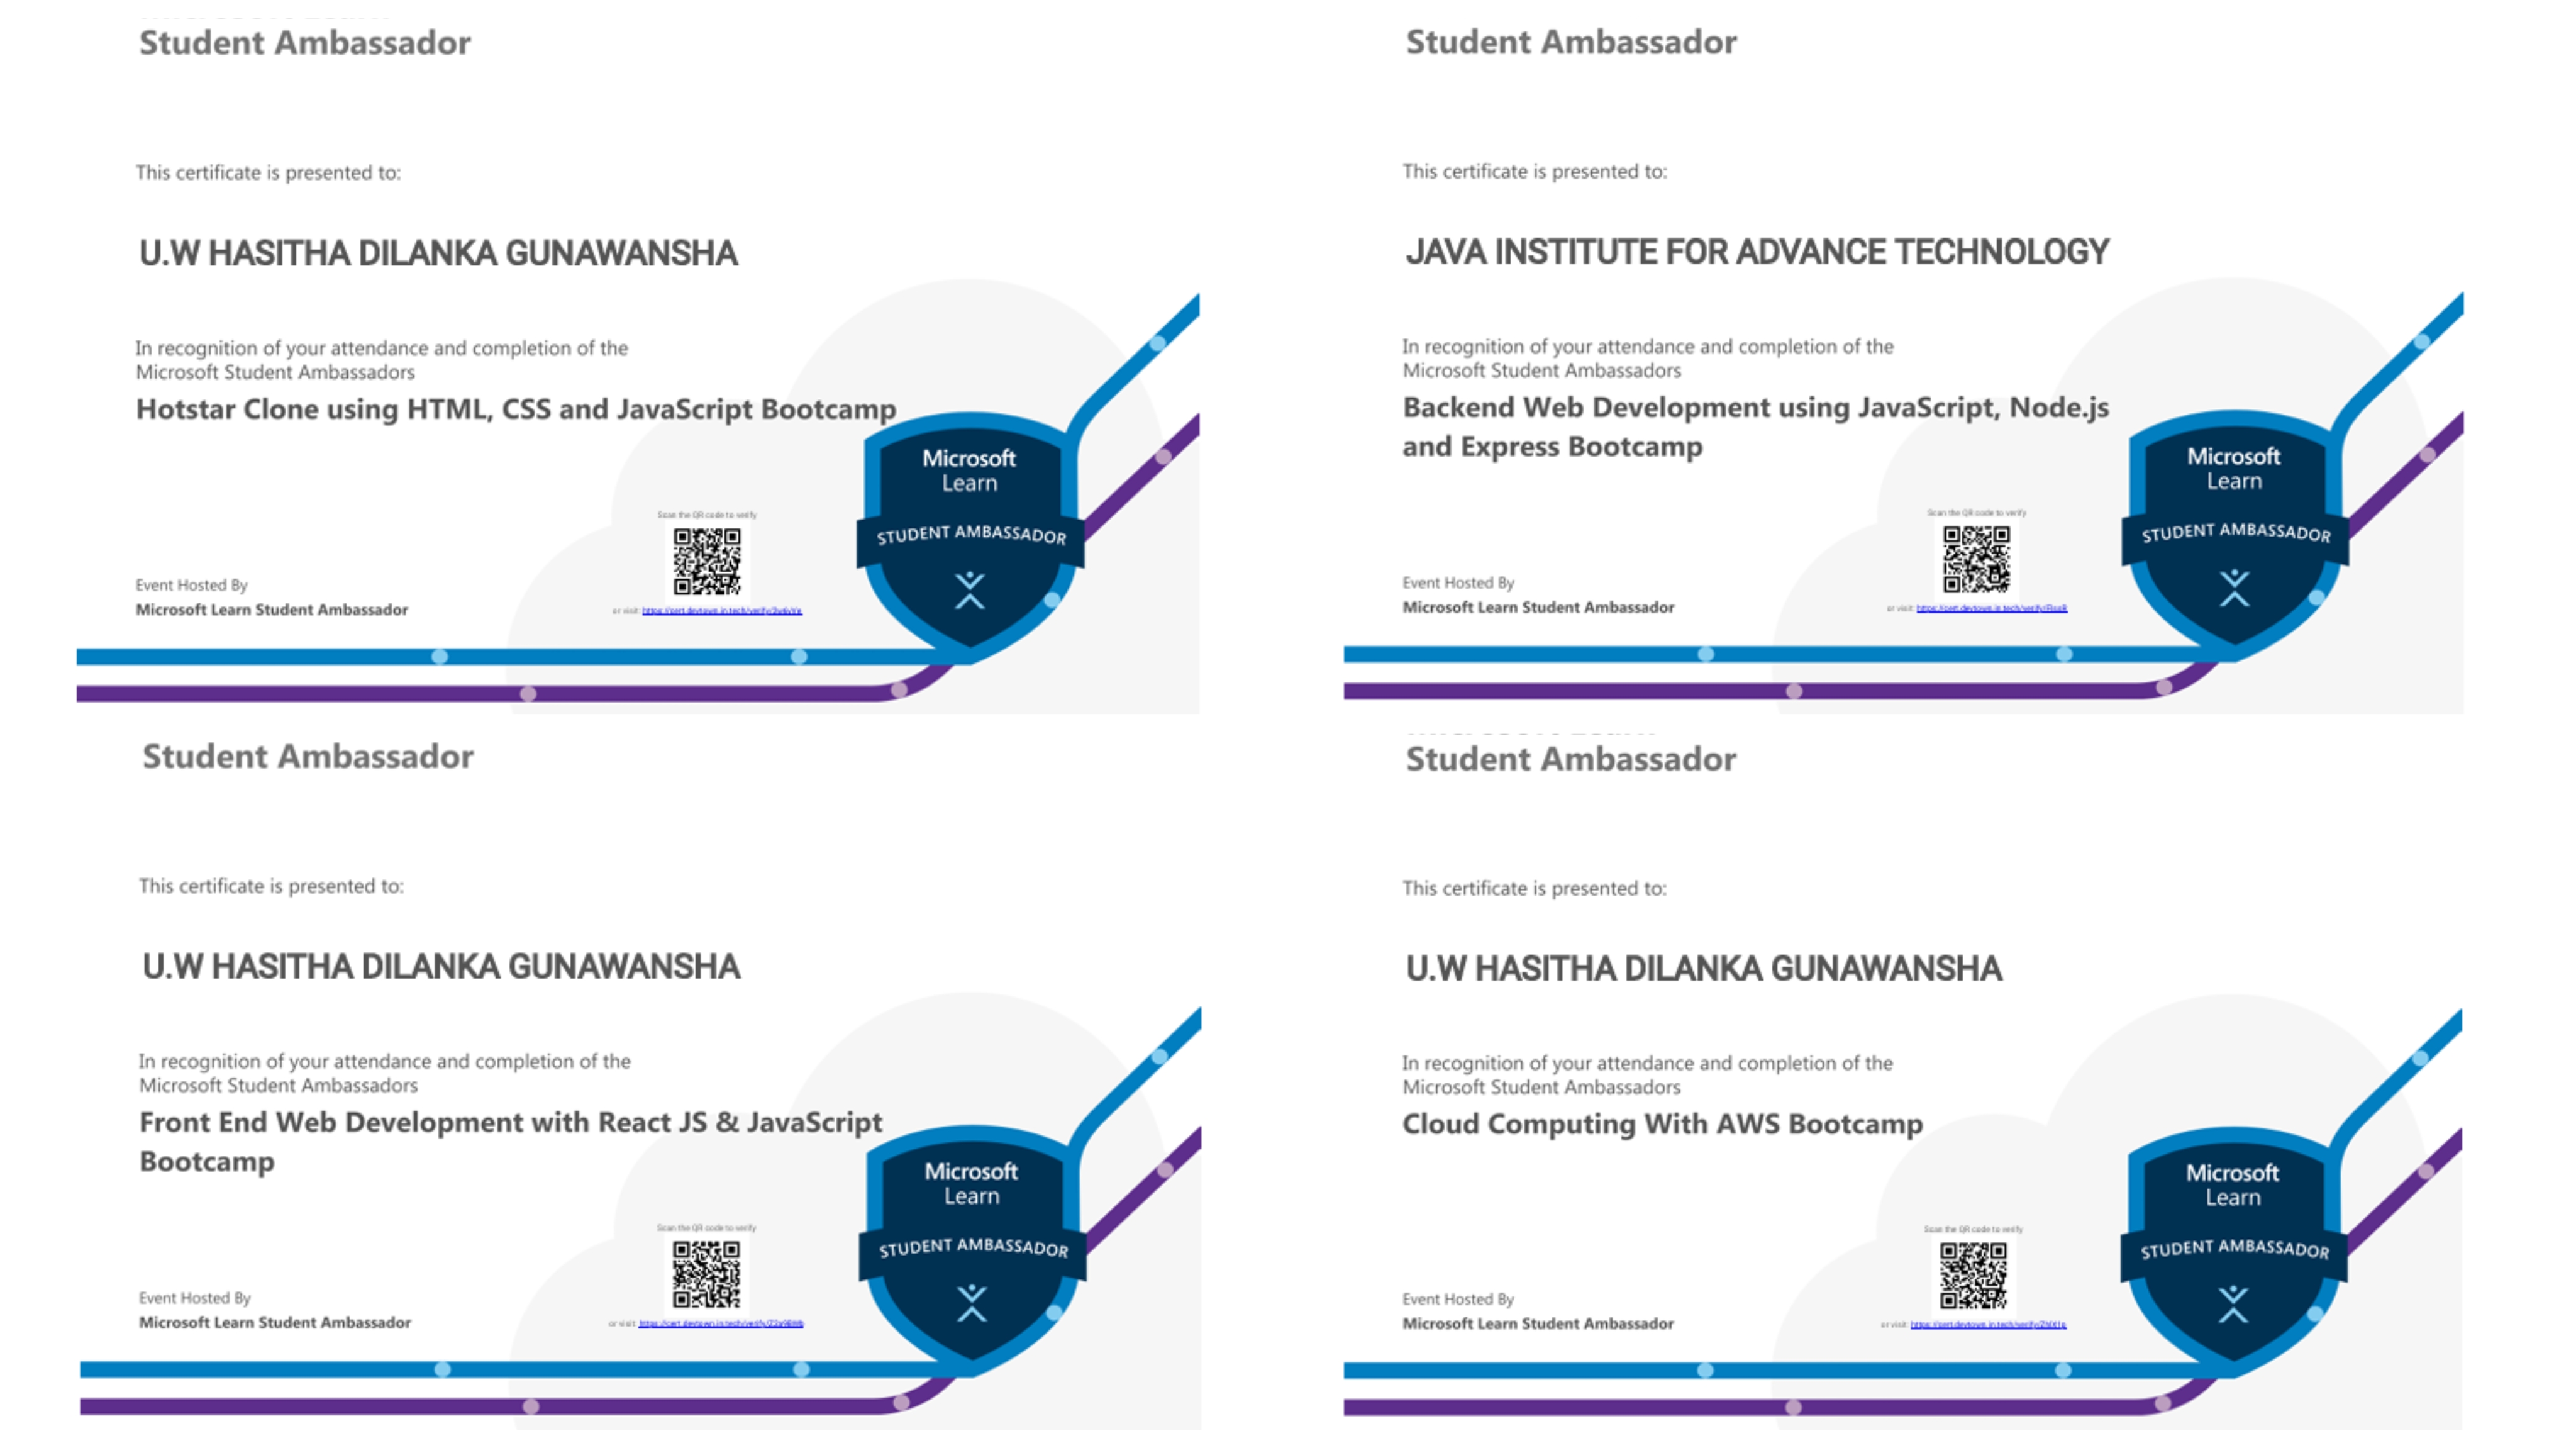 Student Ambassador
This certificate is presented to:
U.W HASITHA DILANKA GUNAWANSHA
In recognition of your attendance and completion of the
Microsoft Student Ambassadors
Hotstar Clone using HTML, CSS and JavaScript Bootcamp
Microsoft
Learn
STUDENT AMBASSADOR
Scan the QR code to verify
or visit:
Event Hosted By
Microsoft Learn Student Ambassador
Student Ambassador
This certificate is presented to:
JAVA INSTITUTE FOR ADVANCE TECHNOLOGY
In recognition of your attendance and completion of the
Microsoft Student Ambassadors
Backend Web Development using JavaScript, Node.js
and Express Bootcamp
Microsoft
Learn
STUDENT AMBASSADOR
Scan the QR code to verify
or visit:
Event Hosted By
Microsoft Learn Student Ambassador
Student Ambassador
This certificate is presented to:
U.W HASITHA DILANKA GUNAWANSHA
In recognition of your attendance and completion of the
Microsoft Student Ambassadors
Front End Web Development with React JS & JavaScript
Bootcamp
Microsoft
Learn
STUDENT AMBASSADOR
Scan the QR code to verify
or visit:
Event Hosted By
Microsoft Learn Student Ambassador
Student Ambassador
This certificate is presented to:
U.W HASITHA DILANKA GUNAWANSHA
In recognition of your attendance and completion of the
Microsoft Student Ambassadors
Cloud Computing With AWS Bootcamp
Microsoft
Learn
STUDENT AMBASSADOR
Scan the QR code to verify
or visit:
Event Hosted By
Microsoft Learn Student Ambassador